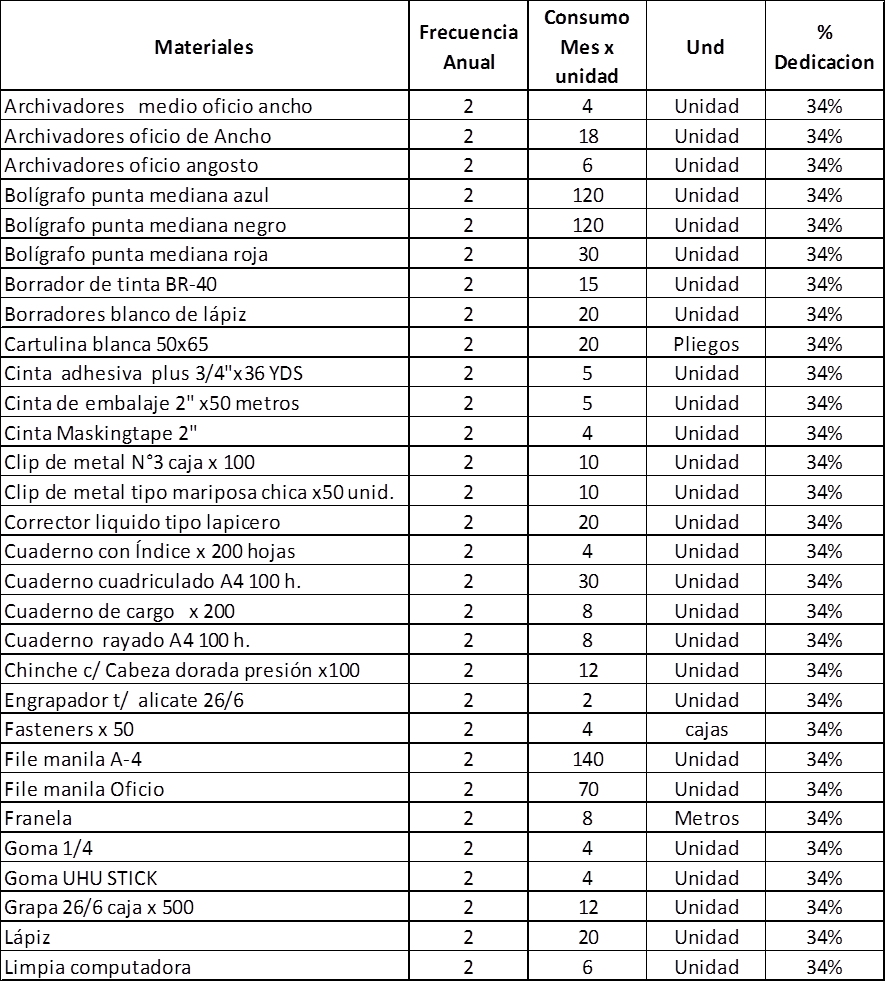 Materiales | Frecuencia Anual | Consumo Mes x unidad | Und | % Dedicacion
Archivadores medio oficio ancho | 2 | 4 | Unidad | 34%
Archivadores oficio de Ancho | 2 | 18 | Unidad | 34%
Archivadores oficio angosto | 2 | 6 | Unidad | 34%
Bolígrafo punta mediana azul | 2 | 120 | Unidad | 34%
Bolígrafo punta mediana negro | 2 | 120 | Unidad | 34%
Bolígrafo punta mediana roja | 2 | 30 | Unidad | 34%
Borrador de tinta BR-40 | 2 | 15 | Unidad | 34%
Borradores blanco de lápiz | 2 | 20 | Unidad | 34%
Cartulina blanca 50x65 | 2 | 20 | Pliegos | 34%
Cinta adhesiva plus 3/4"x36 YDS | 2 | 5 | Unidad | 34%
Cinta de embalaje 2" x50 metros | 2 | 5 | Unidad | 34%
Cinta Maskingtape 2" | 2 | 4 | Unidad | 34%
Clip de metal N°3 caja x 100 | 2 | 10 | Unidad | 34%
Clip de metal tipo mariposa chica x50 unid. | 2 | 10 | Unidad | 34%
Corrector liquido tipo lapicero | 2 | 20 | Unidad | 34%
Cuaderno con Índice x 200 hojas | 2 | 4 | Unidad | 34%
Cuaderno cuadriculado A4 100 h. | 2 | 30 | Unidad | 34%
Cuaderno de cargo x 200 | 2 | 8 | Unidad | 34%
Cuaderno rayado A4 100 h. | 2 | 8 | Unidad | 34%
Chinche c/ Cabeza dorada presión x100 | 2 | 12 | Unidad | 34%
Engrapador t/ alicate 26/6 | 2 | 2 | Unidad | 34%
Fasteners x 50 | 2 | 4 | cajas | 34%
File manila A-4 | 2 | 140 | Unidad | 34%
File manila Oficio | 2 | 70 | Unidad | 34%
Franela | 2 | 8 | Metros | 34%
Goma 1/4 | 2 | 4 | Unidad | 34%
Goma UHU STICK | 2 | 4 | Unidad | 34%
Grapa 26/6 caja x 500 | 2 | 12 | Unidad | 34%
Lápiz | 2 | 20 | Unidad | 34%
Limpia computadora | 2 | 6 | Unidad | 34%